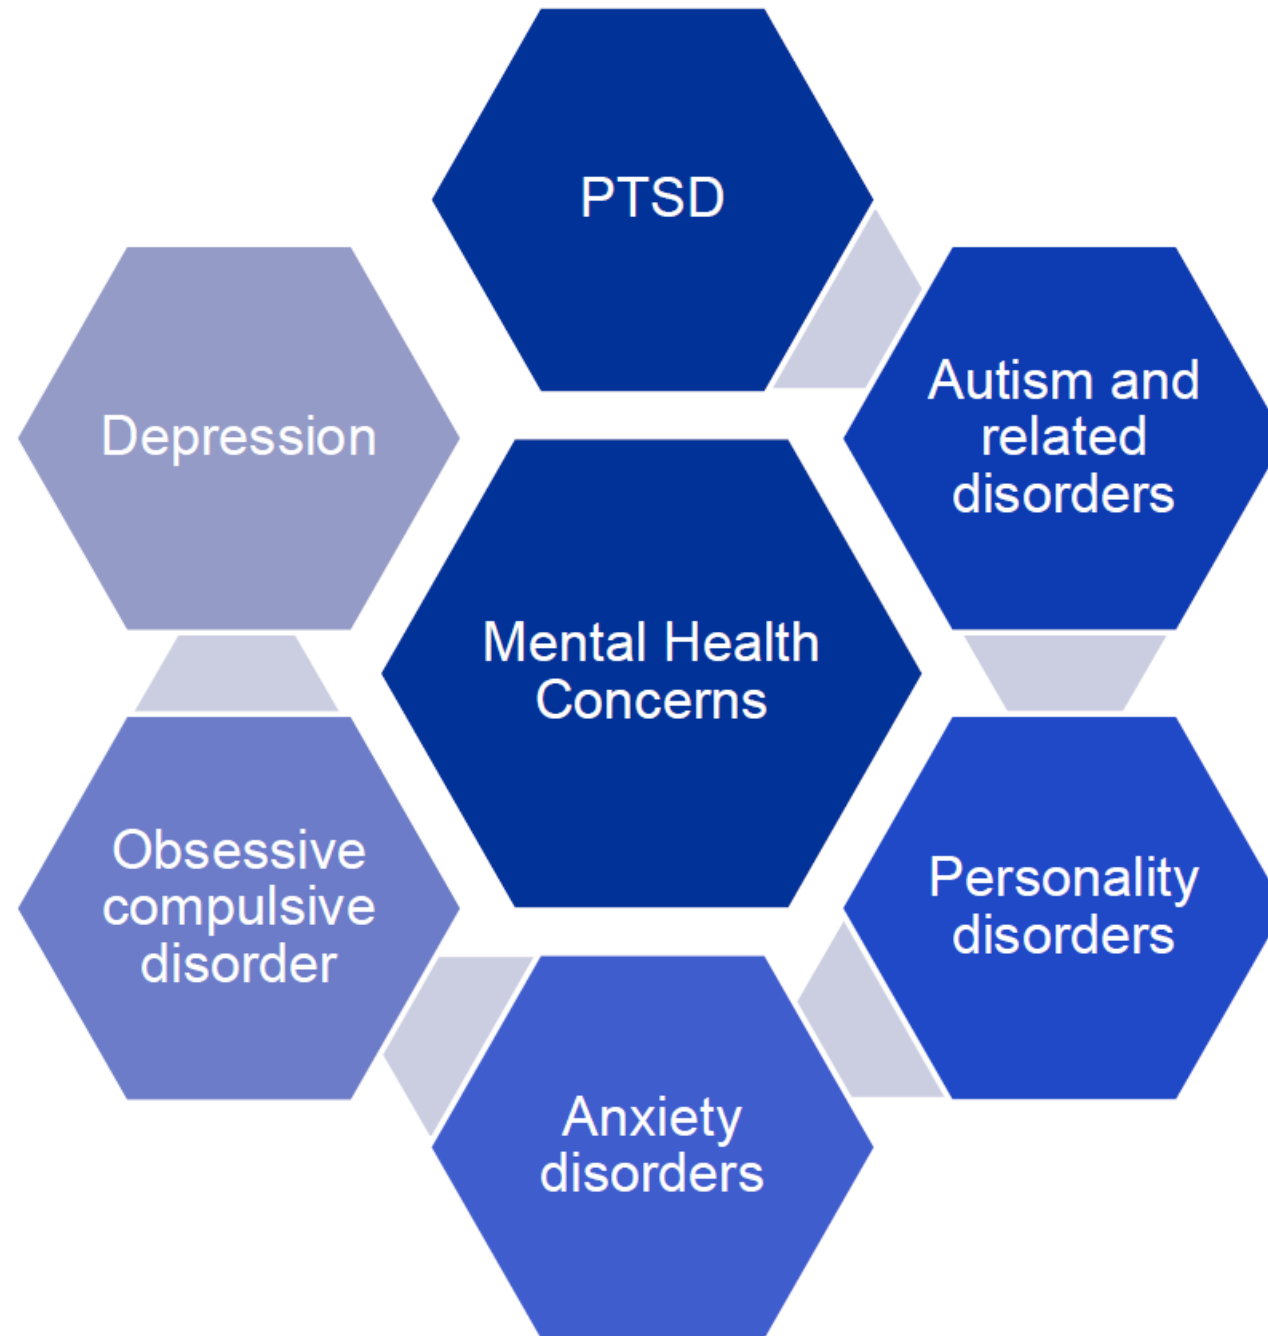 PTSD
Autism and
related
disorders
Depression
Mental Health
Concerns
Obsessive
compulsive
disorder
Personality
disorders
Anxiety
disorders